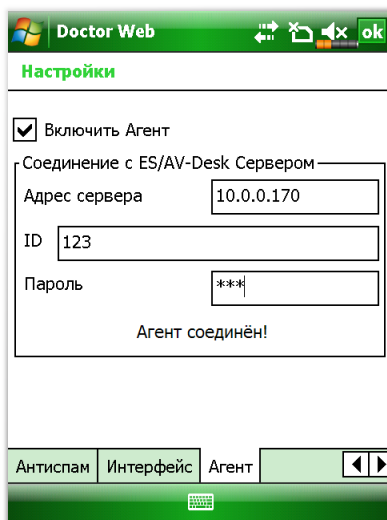 Doctor Web ok
Настройки
Включить Агент
Соединение с ES/AV-Desk Сервером
Адрес сервера 10.0.0.170
ID 123
Пароль ***
Агент соединён!
Антиспам Интерфейс Агент